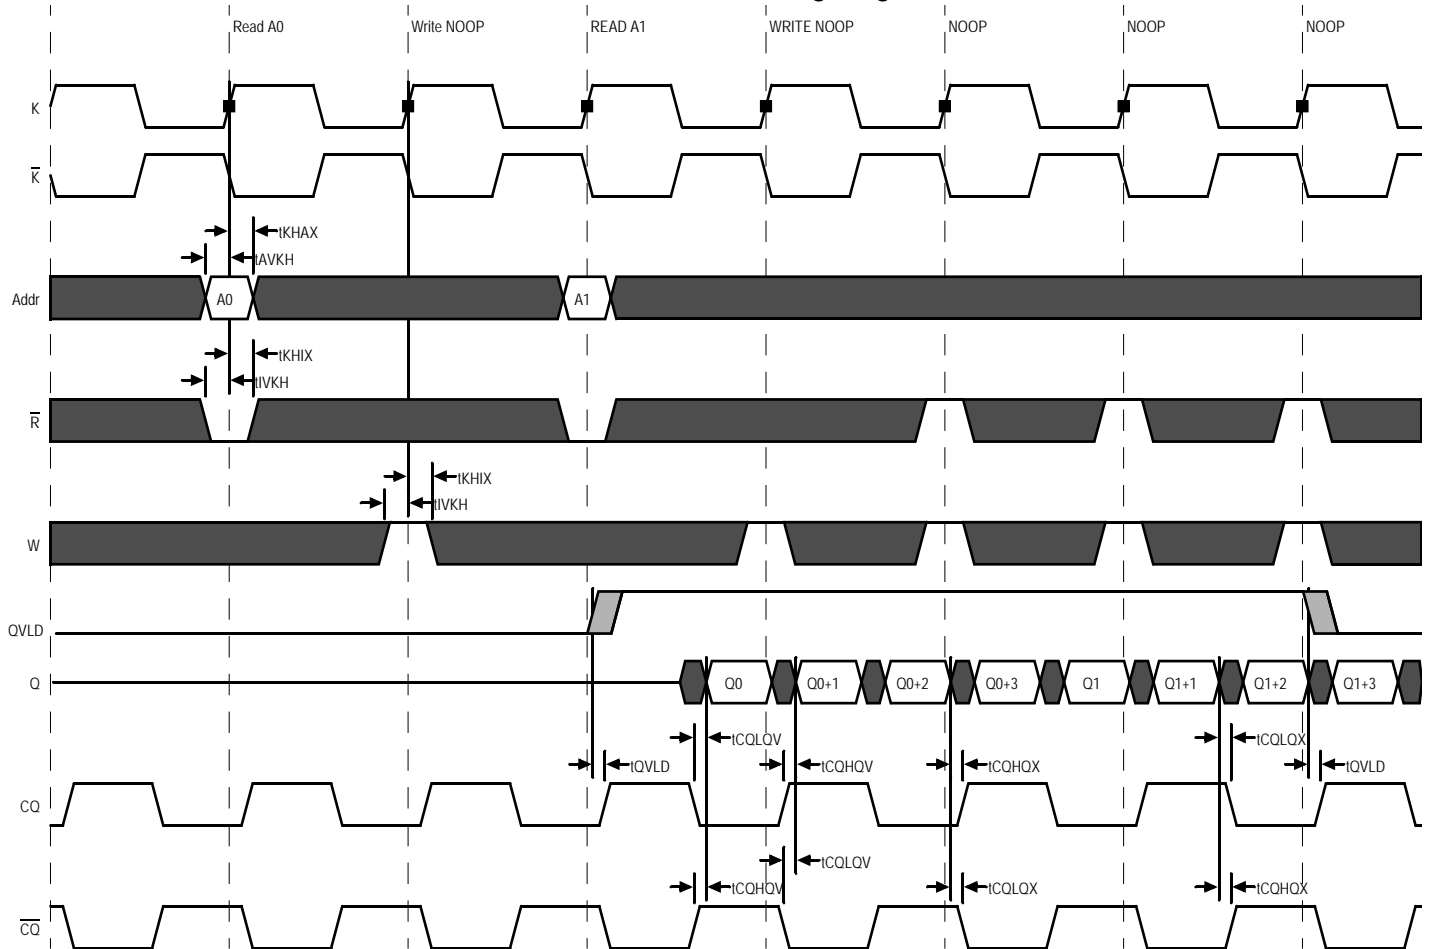 Read A0 Write NOOP READ A1 WRITE NOOP NOOP NOOP NOOP
K
K
tKHAX
tAVKH
Addr A0 A1
tKHIX
tIVKH
R
tKHIX
tIVKH
W
QVLD
Q Q0 Q0+1 Q0+2 Q0+3 Q1 Q1+1 Q1+2 Q1+3
tCQLQV tCQLQX
tQVLD tCQHQV tCQHQX tQVLD
CQ
tCQLQV
tCQHQV tCQLQX tCQHQX
CQ